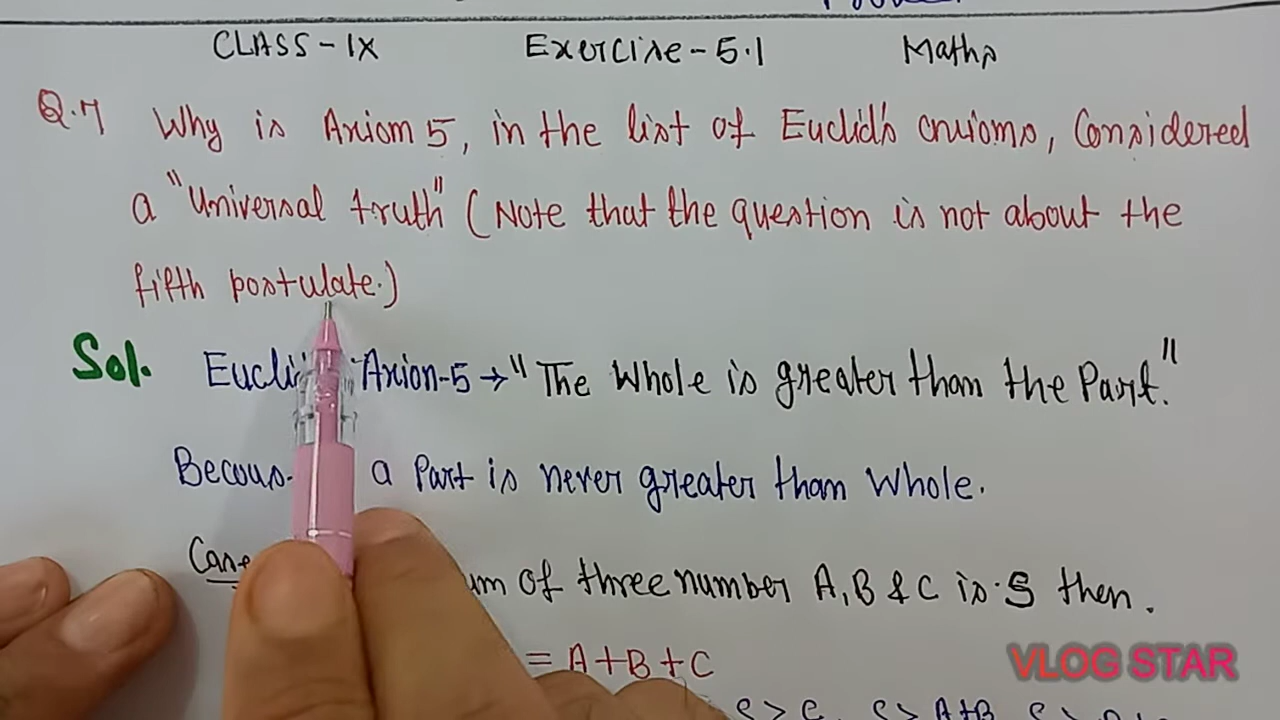 CLASS-IX Exercise-5.1 Maths
Q.7 Why is Axiom 5, in the list of Euclid's axioms, Considered
a "Universal truth" (Note that the question is not about the
fifth postulate.)
Sol. Axion-5 → "The Whole is greater than the Part."
a Part is never greater than Whole.
of three number A, B & C is S then.
= A+B+C
VLOG STAR